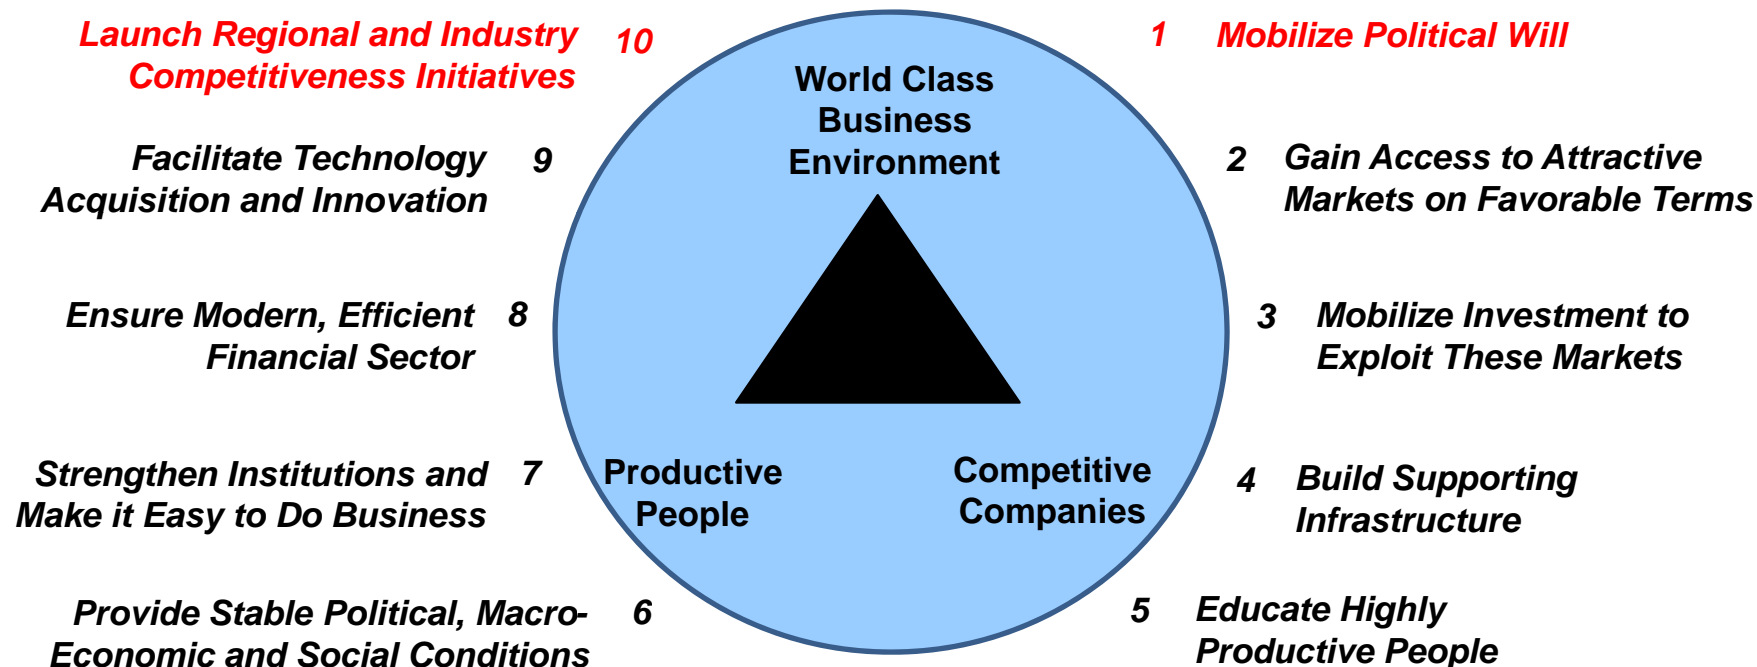 Launch Regional and Industry
Competitiveness Initiatives
10
1
Mobilize Political Will
World Class
Business
Environment
Facilitate Technology
Acquisition and Innovation
9
2
Gain Access to Attractive
Markets on Favorable Terms
Ensure Modern, Efficient
Financial Sector
8
3
Mobilize Investment to
Exploit These Markets
Strengthen Institutions and
Make it Easy to Do Business
7
Productive
People
Competitive
Companies
4
Build Supporting
Infrastructure
Provide Stable Political, Macro-
Economic and Social Conditions
6
5
Educate Highly
Productive People